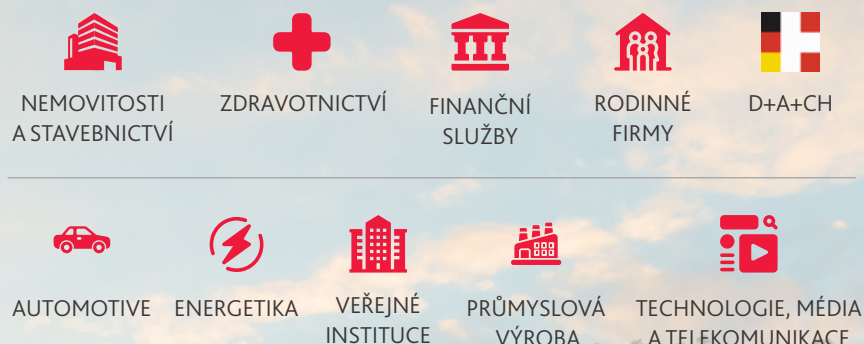 NEMOVITOSTI
A STAVEBNICTVÍ
ZDRAVOTNICTVÍ
FINANČNÍ
SLUŽBY
RODINNÉ
FIRMY
D+A+CH
AUTOMOTIVE
ENERGETIKA
VEŘEJNÉ
INSTITUCE
PRŮMYSLOVÁ
VÝROBA
TECHNOLOGIE, MÉDIA
A TELEKOMUNIKACE